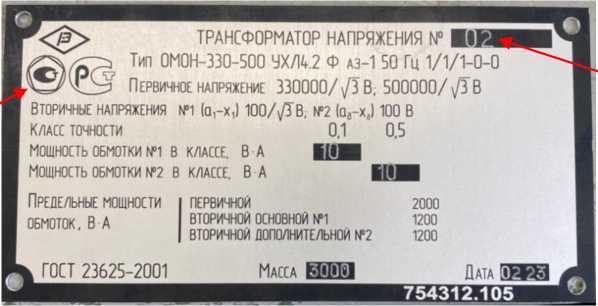 ТРАНСФОРМАТОР НАПРЯЖЕНИЯ № 02
Тип ОМОН-330-500 УХЛ4.2 Ф АЗ-1 50 Гц 1/1/1-0-0
Первичное напряжение 330000/√3 В; 500000/√3 В
Вторичные напряжения №1 (a₁-x₁) 100/√3 В; №2 (aд-xд) 100 В
Класс точности 0,1 0,5
Мощность обмотки №1 в классе, В·А 10
Мощность обмотки №2 в классе, В·А 10
Предельные мощности обмоток, В·А
первичной 2000
вторичной основной №1 1200
вторичной дополнительной №2 1200
ГОСТ 23625-2001 Масса 3000 Дата 02.23
754312.105